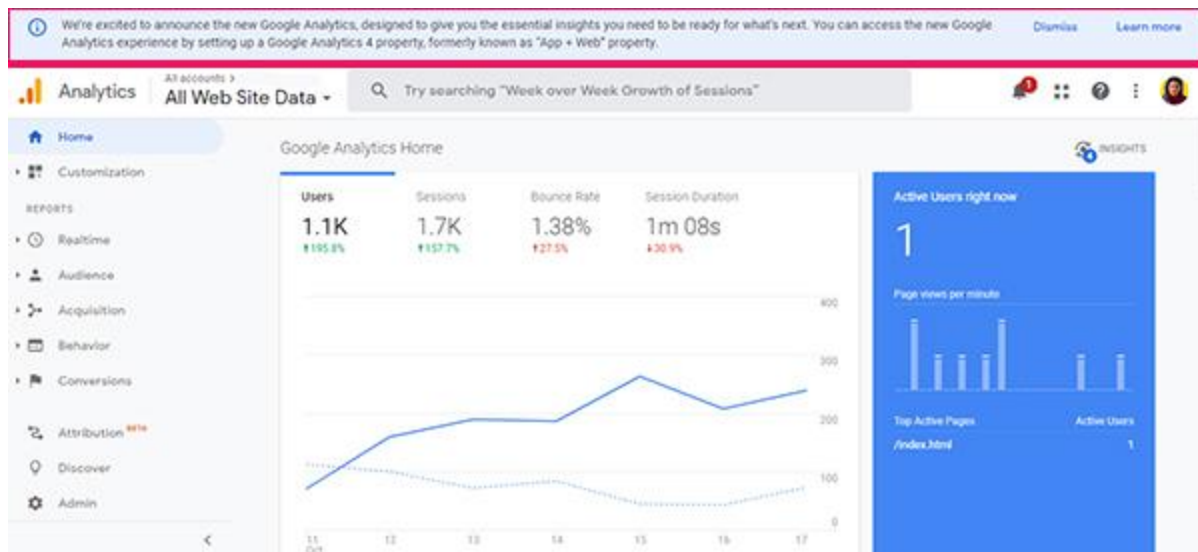 We're excited to announce the new Google Analytics, designed to give you the essential insights you need to be ready for what's next. You can access the new Google
Analytics experience by setting up a Google Analytics 4 property, formerly known as "App + Web" property.
Dismiss
Learn more
Analytics
All accounts >
All Web Site Data
Try searching "Week over Week Growth of Sessions"
1
Home
Customization
REPORTS
Realtime
Audience
Acquisition
Behavior
Conversions
Attribution BETA
Discover
Admin
Google Analytics Home
INSIGHTS
4
Users
Sessions
Bounce Rate
Session Duration
1.1K
1.7K
1.38%
1m 08s
↑195.8%
↑157.7%
↑27.5%
↓30.9%
400
300
200
100
0
11
Oct
12
13
14
15
16
17
Active Users right now
1
Page views per minute
Top Active Pages
Active Users
/index.html
1